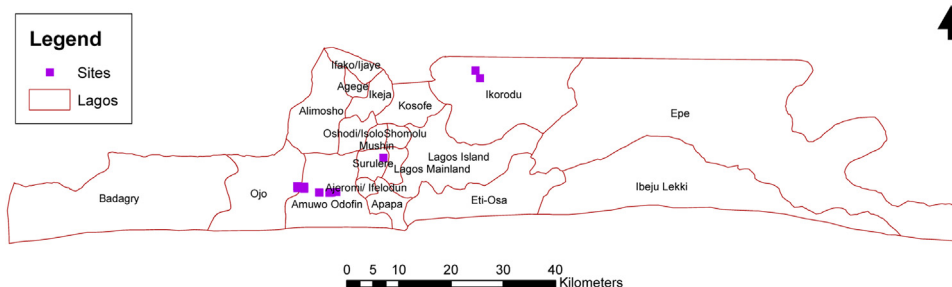 Legend
Sites
Lagos
Ifako/Ijaye
Agege
Ikeja
Alimosho
Kosofe
Ikorodu
Epe
Oshodi/Isolo
Shomolu
Mushin
Surulere
Lagos Island
Lagos Mainland
Badagry
Ojo
Ajeromi/ Ifelodun
Amuwo Odofin
Apapa
Eti-Osa
Ibeju Lekki
0 5 10 20 30 40
Kilometers